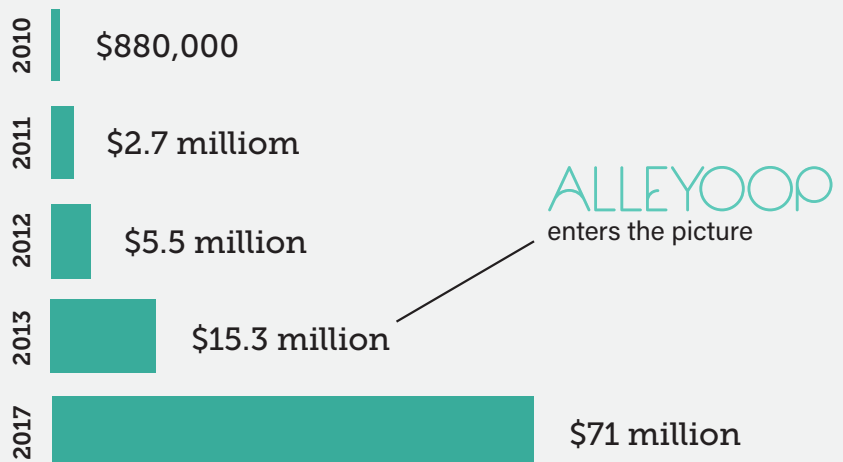 2010
$880,000
2011
$2.7 milliom
ALLEYOOP
enters the picture
2012
$5.5 million
2013
$15.3 million
2017
$71 million